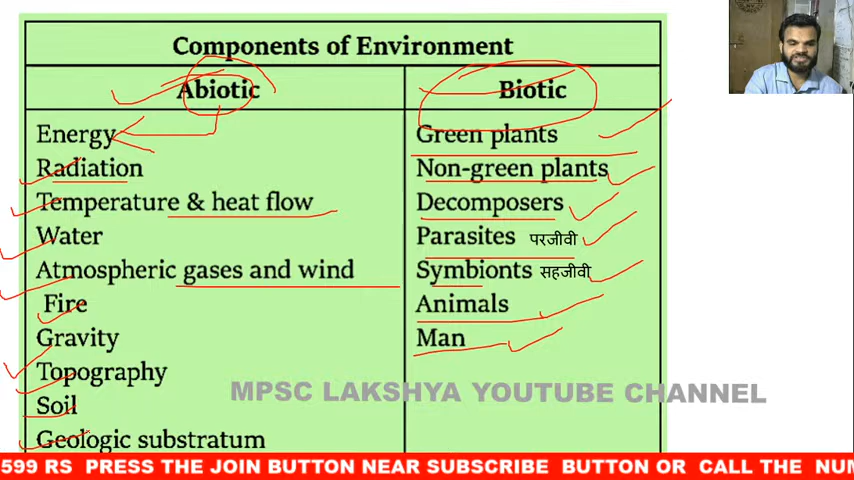 Components of Environment
Abiotic
Biotic
Energy
Green plants
Radiation
Non-green plants
Temperature & heat flow
Decomposers
Water
Parasites परजीवी
Atmospheric gases and wind
Symbionts सहजीवी
Fire
Animals
Gravity
Man
Topography
MPSC LAKSHYA YOUTUBE CHANNEL
Soil
Geologic substratum
599 RS PRESS THE JOIN BUTTON NEAR SUBSCRIBE BUTTON OR CALL THE NUM